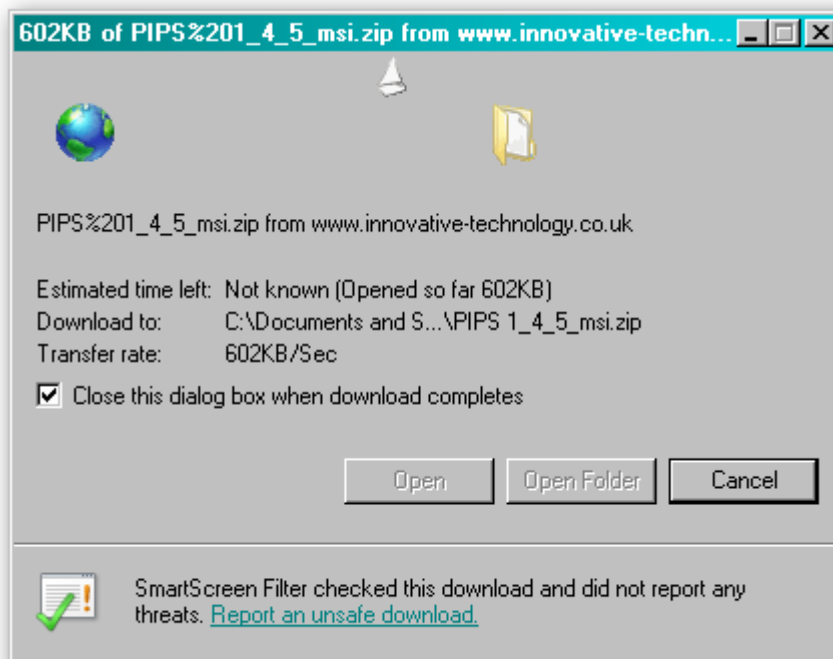 602KB of PIPS%201_4_5_msi.zip from www.innovative-techn...
PIPS%201_4_5_msi.zip from www.innovative-technology.co.uk
Estimated time left: Not known (Opened so far 602KB)
Download to: C:\Documents and S...\PIPS 1_4_5_msi.zip
Transfer rate: 602KB/Sec
Close this dialog box when download completes
Open Open Folder Cancel
SmartScreen Filter checked this download and did not report any
threats. Report an unsafe download.